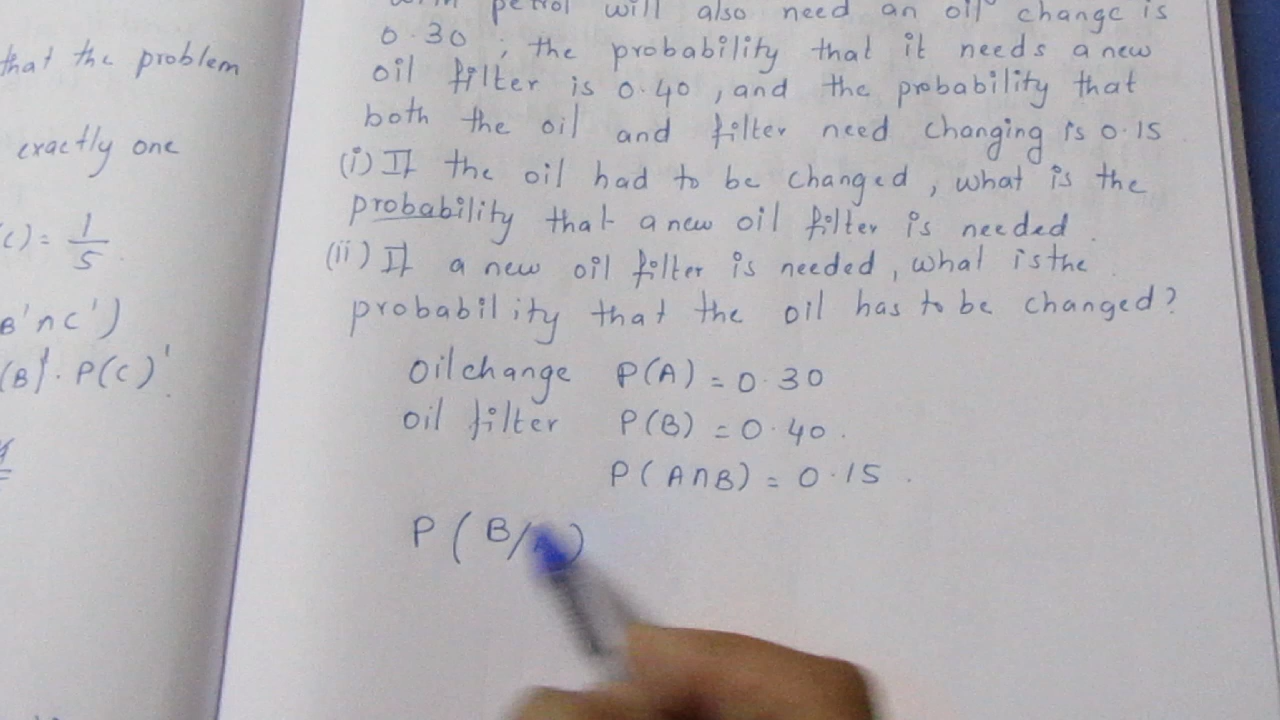 that the problem
exactly one
C) = 1/5
B'∩C')
(B)'. P(C)'
petrol will also need an oil change is
0.30 , the probability that it needs a new
oil filter is 0.40 , and the probability that
both the oil and filter need changing is 0.15
(i) If the oil had to be changed, what is the
probability that a new oil filter is needed.
(ii) If a new oil filter is needed, what is the
probability that the oil has to be changed?
oil change P(A) = 0.30
oil filter P(B) = 0.40.
P(A∩B) = 0.15.
P(B/A)